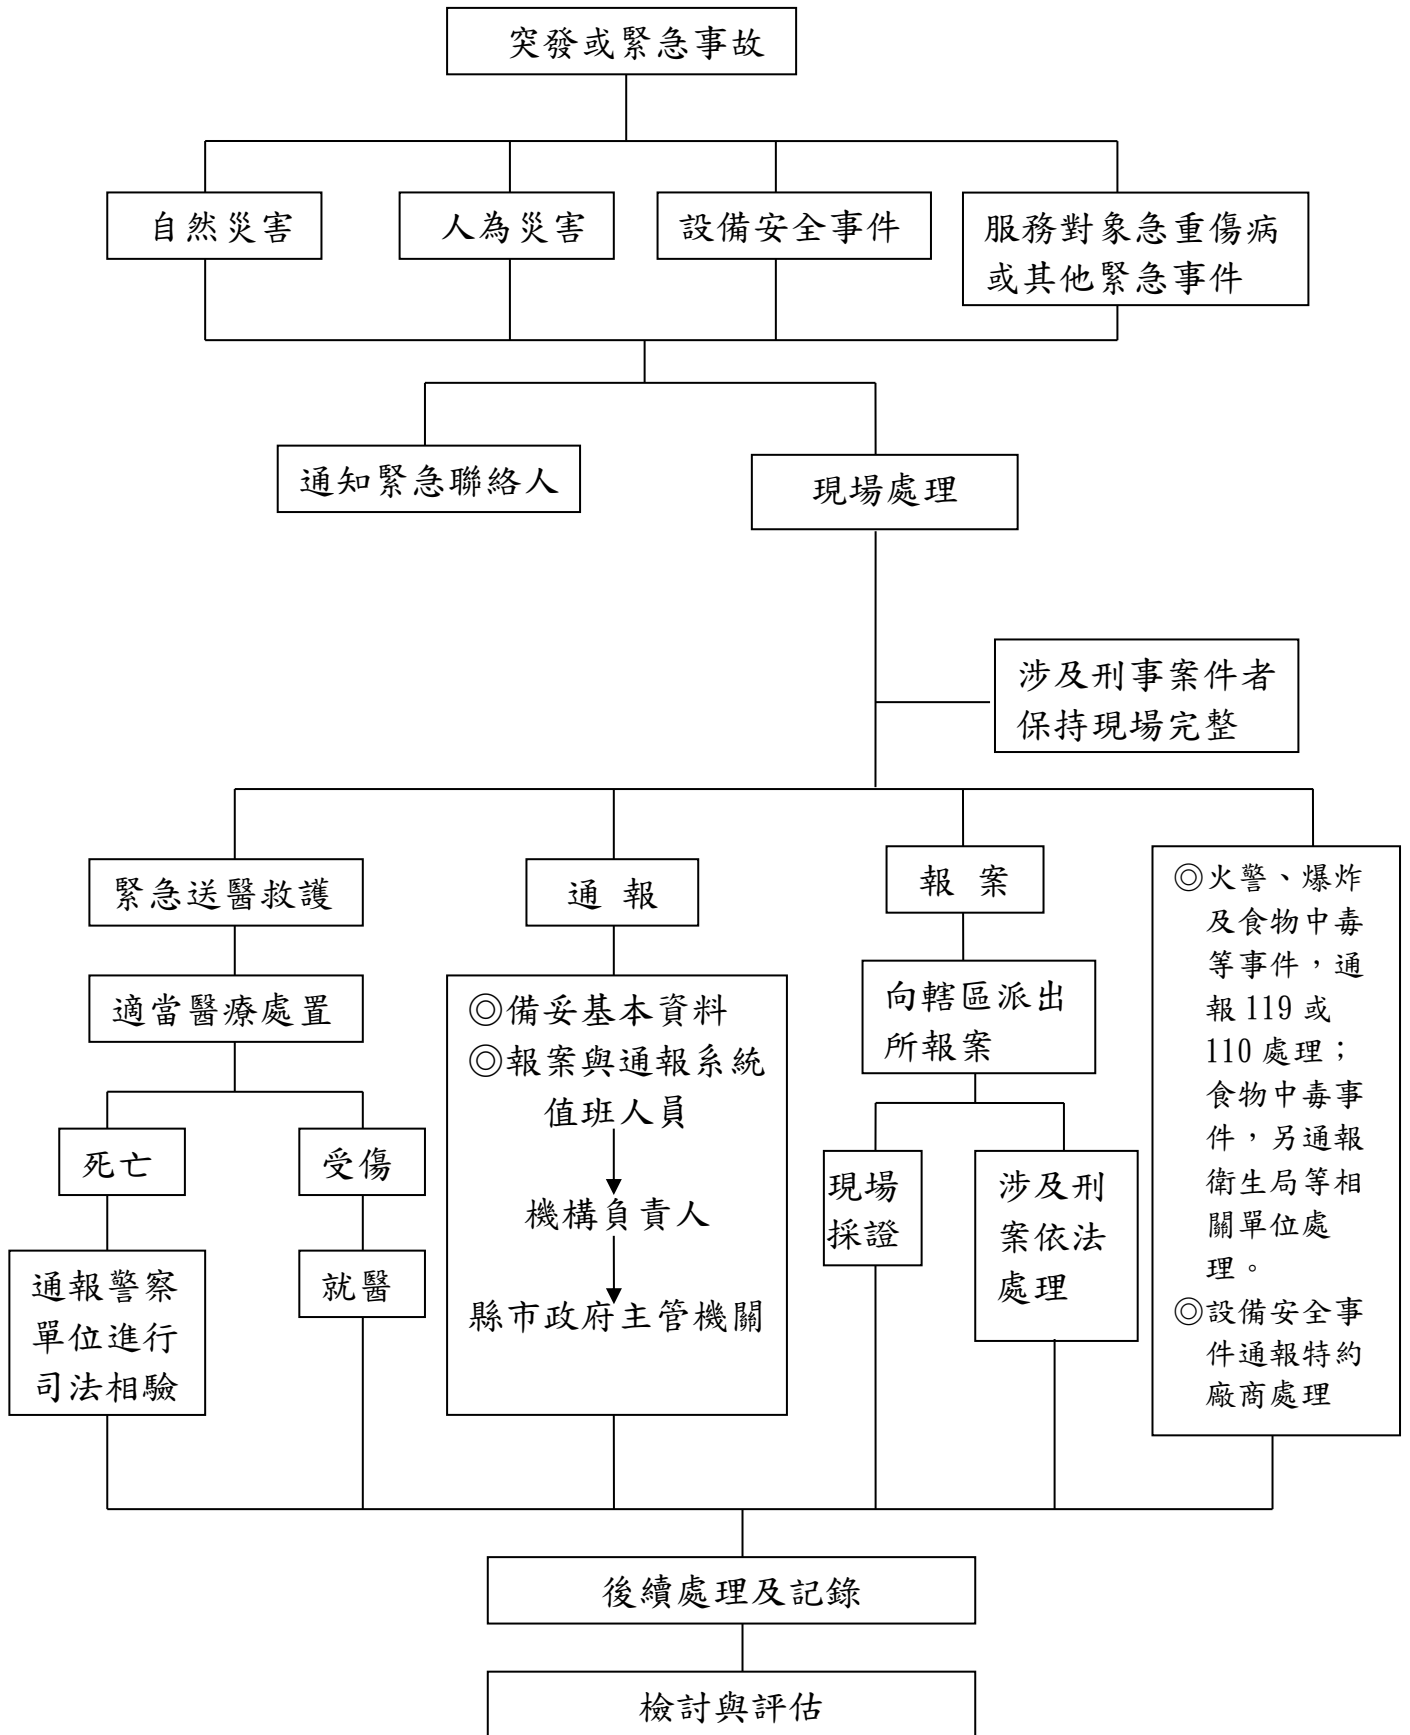 突發或緊急事故
自然災害
人為災害
設備安全事件
服務對象急重傷病
或其他緊急事件
通知緊急聯絡人
現場處理
涉及刑事案件者
保持現場完整
緊急送醫救護
適當醫療處置
死亡
受傷
通報警察
單位進行
司法相驗
就醫
通 報
◎備妥基本資料
◎報案與通報系統
值班人員
機構負責人
縣市政府主管機關
報 案
向轄區派出
所報案
現場
採證
涉及刑
案依法
處理
◎火警、爆炸
及食物中毒
等事件，通
報 119 或
110 處理；
食物中毒事
件，另通報
衛生局等相
關單位處
理。
◎設備安全事
件通報特約
廠商處理
後續處理及記錄
檢討與評估